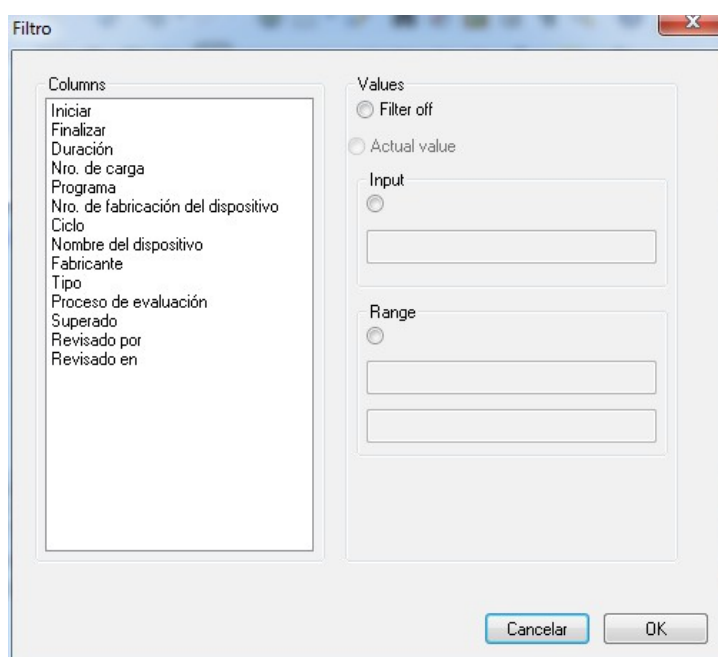 Filtro
Columns
Iniciar
Finalizar
Duración
Nro. de carga
Programa
Nro. de fabricación del dispositivo
Ciclo
Nombre del dispositivo
Fabricante
Tipo
Proceso de evaluación
Superado
Revisado por
Revisado en
Values
Filter off
Actual value
Input
Range
Cancelar
OK